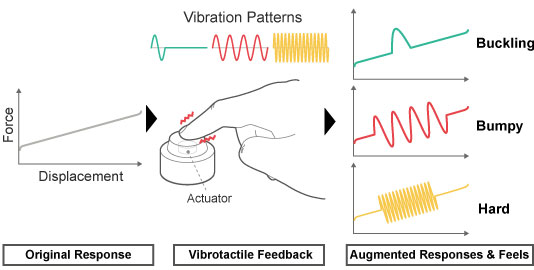 Vibration Patterns
Force
Displacement
Actuator
Buckling
Bumpy
Hard
Original Response
Vibrotactile Feedback
Augmented Responses & Feels